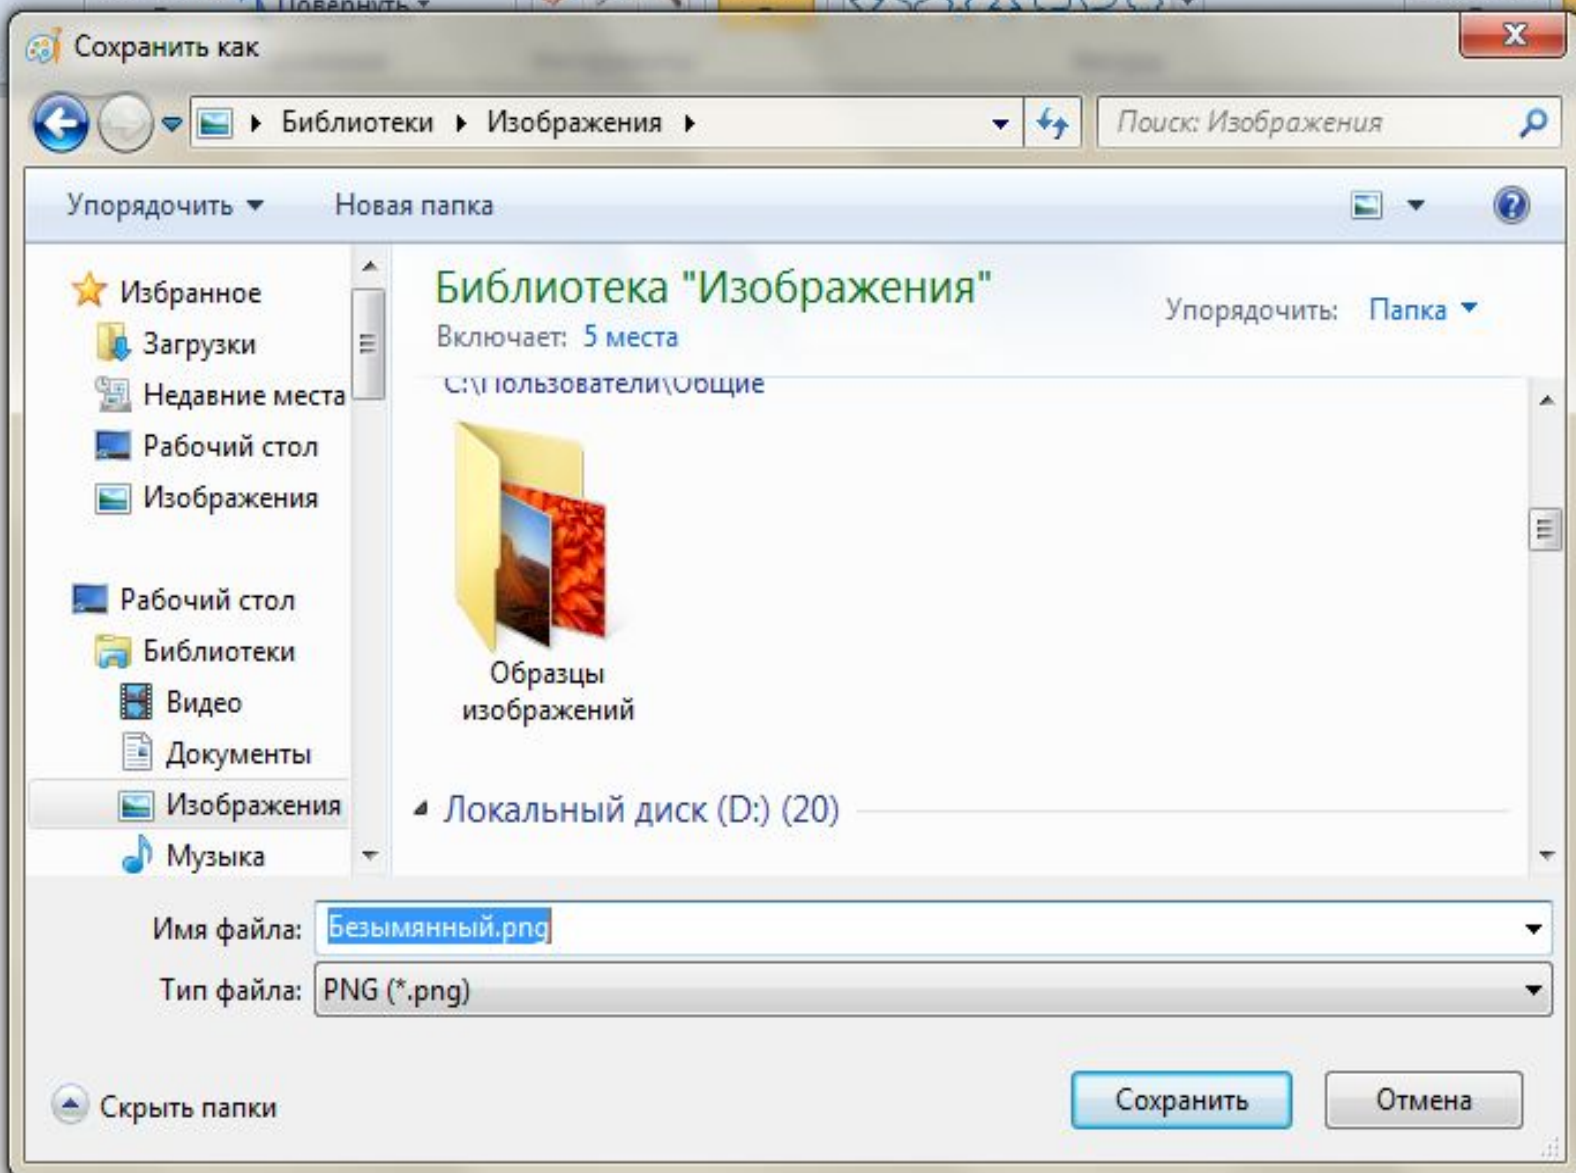 Повернуть
Сохранить как
Библиотеки Изображения
Поиск: Изображения
Упорядочить Новая папка
Избранное
Загрузки
Недавние места
Рабочий стол
Изображения
Рабочий стол
Библиотеки
Видео
Документы
Изображения
Музыка
Библиотека "Изображения"
Включает: 5 места
Упорядочить: Папка
C:\Пользователи\Общие
Образцы
изображений
Локальный диск (D:) (20)
Имя файла: Безымянный.png
Тип файла: PNG (*.png)
Скрыть папки
Сохранить
Отмена